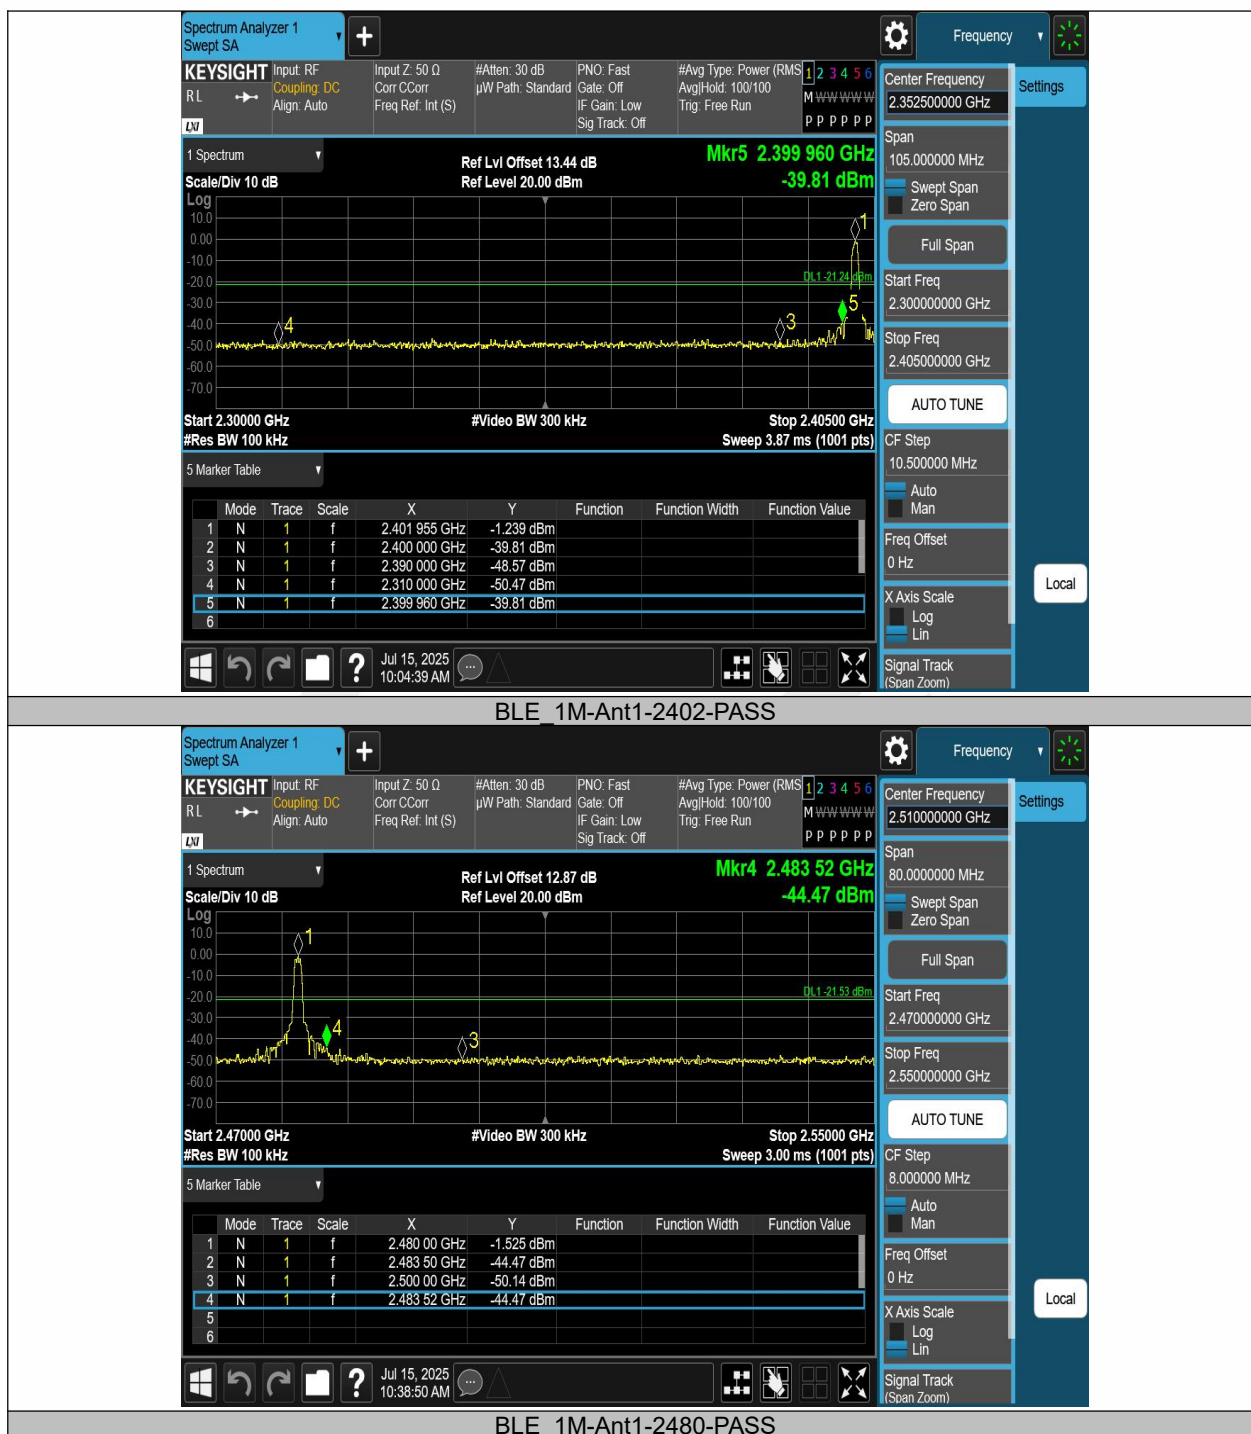 Spectrum Analyzer 1
Swept SA
+
Frequency
KEYSIGHT
RL
LXI
Input: RF
Coupling: DC
Align: Auto
Input Z: 50 Ω
Corr CCorr
Freq Ref: Int (S)
#Atten: 30 dB
µW Path: Standard
PNO: Fast
Gate: Off
IF Gain: Low
Sig Track: Off
#Avg Type: Power (RMS
Avg|Hold: 100/100
Trig: Free Run
1 2 3 4 5 6
M W W W W W
P P P P P P
Center Frequency
2.352500000 GHz
Settings
Span
105.000000 MHz
Swept Span
Zero Span
Full Span
Start Freq
2.300000000 GHz
Stop Freq
2.405000000 GHz
AUTO TUNE
CF Step
10.500000 MHz
Auto
Man
Freq Offset
0 Hz
X Axis Scale
Log
Lin
Signal Track
(Span Zoom)
Local
1 Spectrum
Ref Lvl Offset 13.44 dB
Mkr5 2.399 960 GHz
Scale/Div 10 dB
Ref Level 20.00 dBm
-39.81 dBm
Log
10.0
0.00
-10.0
-20.0
-30.0
-40.0
-50.0
-60.0
-70.0
1
DL1 -21.24 dBm
5
4
3
Start 2.30000 GHz
#Video BW 300 kHz
Stop 2.40500 GHz
#Res BW 100 kHz
Sweep 3.87 ms (1001 pts)
5 Marker Table
Mode Trace Scale X Y Function Function Width Function Value
1 N 1 f 2.401 955 GHz -1.239 dBm
2 N 1 f 2.400 000 GHz -39.81 dBm
3 N 1 f 2.390 000 GHz -48.57 dBm
4 N 1 f 2.310 000 GHz -50.47 dBm
5 N 1 f 2.399 960 GHz -39.81 dBm
6
?
Jul 15, 2025
10:04:39 AM
BLE_1M-Ant1-2402-PASS
Spectrum Analyzer 1
Swept SA
+
Frequency
KEYSIGHT
RL
LXI
Input: RF
Coupling: DC
Align: Auto
Input Z: 50 Ω
Corr CCorr
Freq Ref: Int (S)
#Atten: 30 dB
µW Path: Standard
PNO: Fast
Gate: Off
IF Gain: Low
Sig Track: Off
#Avg Type: Power (RMS
Avg|Hold: 100/100
Trig: Free Run
1 2 3 4 5 6
M W W W W W
P P P P P P
Center Frequency
2.510000000 GHz
Settings
Span
80.0000000 MHz
Swept Span
Zero Span
Full Span
Start Freq
2.470000000 GHz
Stop Freq
2.550000000 GHz
AUTO TUNE
CF Step
8.000000 MHz
Auto
Man
Freq Offset
0 Hz
X Axis Scale
Log
Lin
Signal Track
(Span Zoom)
Local
1 Spectrum
Ref Lvl Offset 12.87 dB
Mkr4 2.483 52 GHz
Scale/Div 10 dB
Ref Level 20.00 dBm
-44.47 dBm
Log
10.0
0.00
-10.0
-20.0
-30.0
-40.0
-50.0
-60.0
-70.0
1
DL1 -21.53 dBm
4
3
Start 2.47000 GHz
#Video BW 300 kHz
Stop 2.55000 GHz
#Res BW 100 kHz
Sweep 3.00 ms (1001 pts)
5 Marker Table
Mode Trace Scale X Y Function Function Width Function Value
1 N 1 f 2.480 00 GHz -1.525 dBm
2 N 1 f 2.483 50 GHz -44.47 dBm
3 N 1 f 2.500 00 GHz -50.14 dBm
4 N 1 f 2.483 52 GHz -44.47 dBm
5
6
?
Jul 15, 2025
10:38:50 AM
BLE_1M-Ant1-2480-PASS